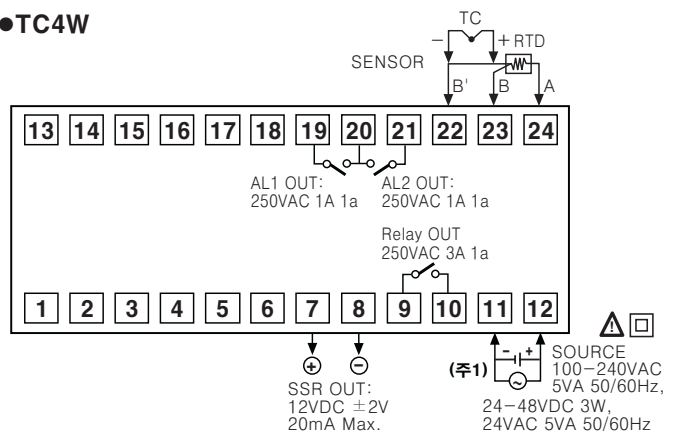 ●TC4W
TC
− + RTD
SENSOR
B' B A
13 14 15 16 17 18 19 20 21 22 23 24
AL1 OUT: AL2 OUT:
250VAC 1A 1a 250VAC 1A 1a
Relay OUT
250VAC 3A 1a
1 2 3 4 5 6 7 8 9 10 11 12
+ −
SSR OUT:
12VDC ±2V
20mA Max.
(주1)
- +
SOURCE
100−240VAC
5VA 50/60Hz,
24−48VDC 3W,
24VAC 5VA 50/60Hz